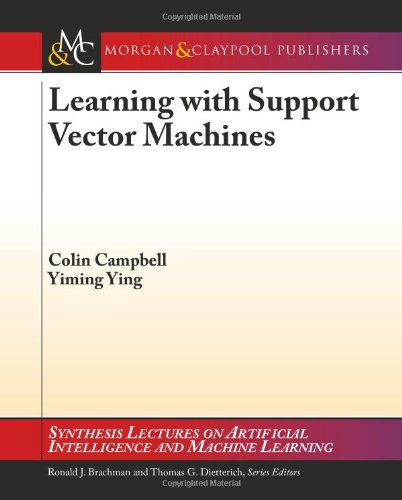 Copyrighted Material
M
&C
MORGAN&CLAYPOOL PUBLISHERS
Learning with Support
Vector Machines
Colin Campbell
Yiming Ying
SYNTHESIS LECTURES ON ARTIFICIAL
INTELLIGENCE AND MACHINE LEARNING
Ronald J. Brachman and Thomas G. Dietterich, Series Editors
Copyrighted Material